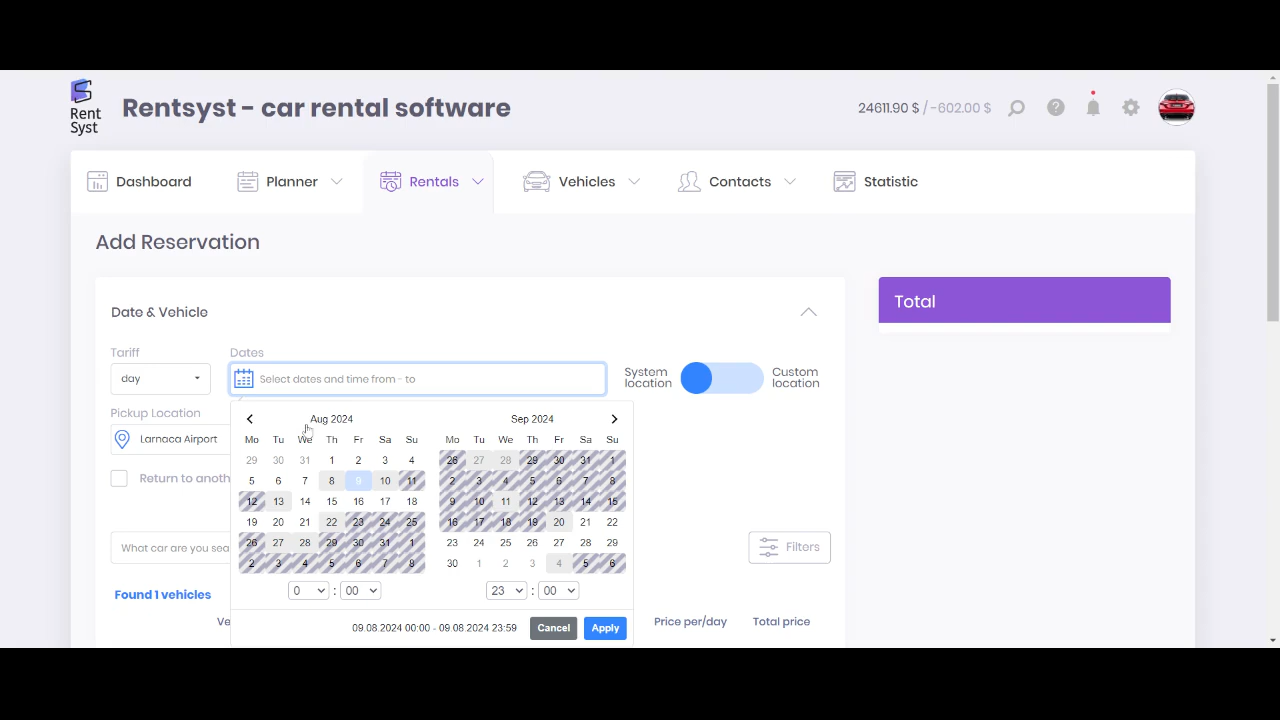 Rent
Syst
Rentsyst - car rental software
24611.90 $ / -602.00 $
Dashboard
Planner
Rentals
Vehicles
Contacts
Statistic
Add Reservation
Date & Vehicle
Total
Tariff
Dates
day
Select dates and time from - to
System
location
Custom
location
Pickup Location
Larnaca Airport
Return to anoth
What car are you sea
Filters
Found 1 vehicles
Ve
Price per/day
Total price
Aug 2024
Mo Tu We Th Fr Sa Su
29 30 31 1 2 3 4
5 6 7 8 9 10 11
12 13 14 15 16 17 18
19 20 21 22 23 24 25
26 27 28 29 30 31 1
2 3 4 5 6 7 8
0 : 00
Sep 2024
Mo Tu We Th Fr Sa Su
26 27 28 29 30 31 1
2 3 4 5 6 7 8
9 10 11 12 13 14 15
16 17 18 19 20 21 22
23 24 25 26 27 28 29
30 1 2 3 4 5 6
23 : 00
09.08.2024 00:00 - 09.08.2024 23:59
Cancel
Apply